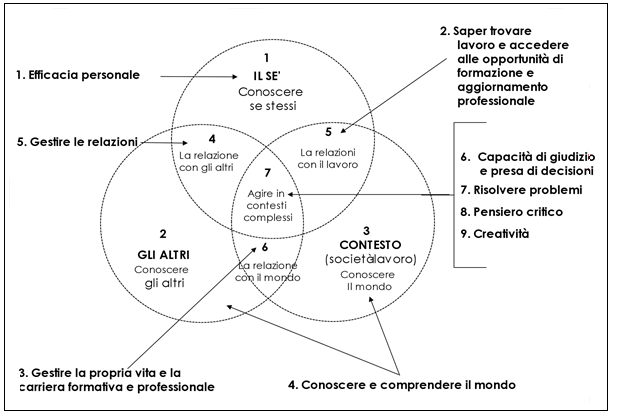 2. Saper trovare
lavoro e accedere
alle opportunità di
formazione e
aggiornamento
professionale
1
IL SE'
Conoscere
se stessi
1. Efficacia personale
5. Gestire le relazioni
4
La relazione
con gli altri
5
La relazioni
con il lavoro
6. Capacità di giudizio
e presa di decisioni
7. Risolvere problemi
8. Pensiero critico
9. Creatività
7
Agire in
contesti
complessi
2
GLI ALTRI
Conoscere
gli altri
3
CONTESTO
(societàlavoro)
Conoscere
Il mondo
6
La relazione
con il mondo
3. Gestire la propria vita e la
carriera formativa e professionale
4. Conoscere e comprendere il mondo